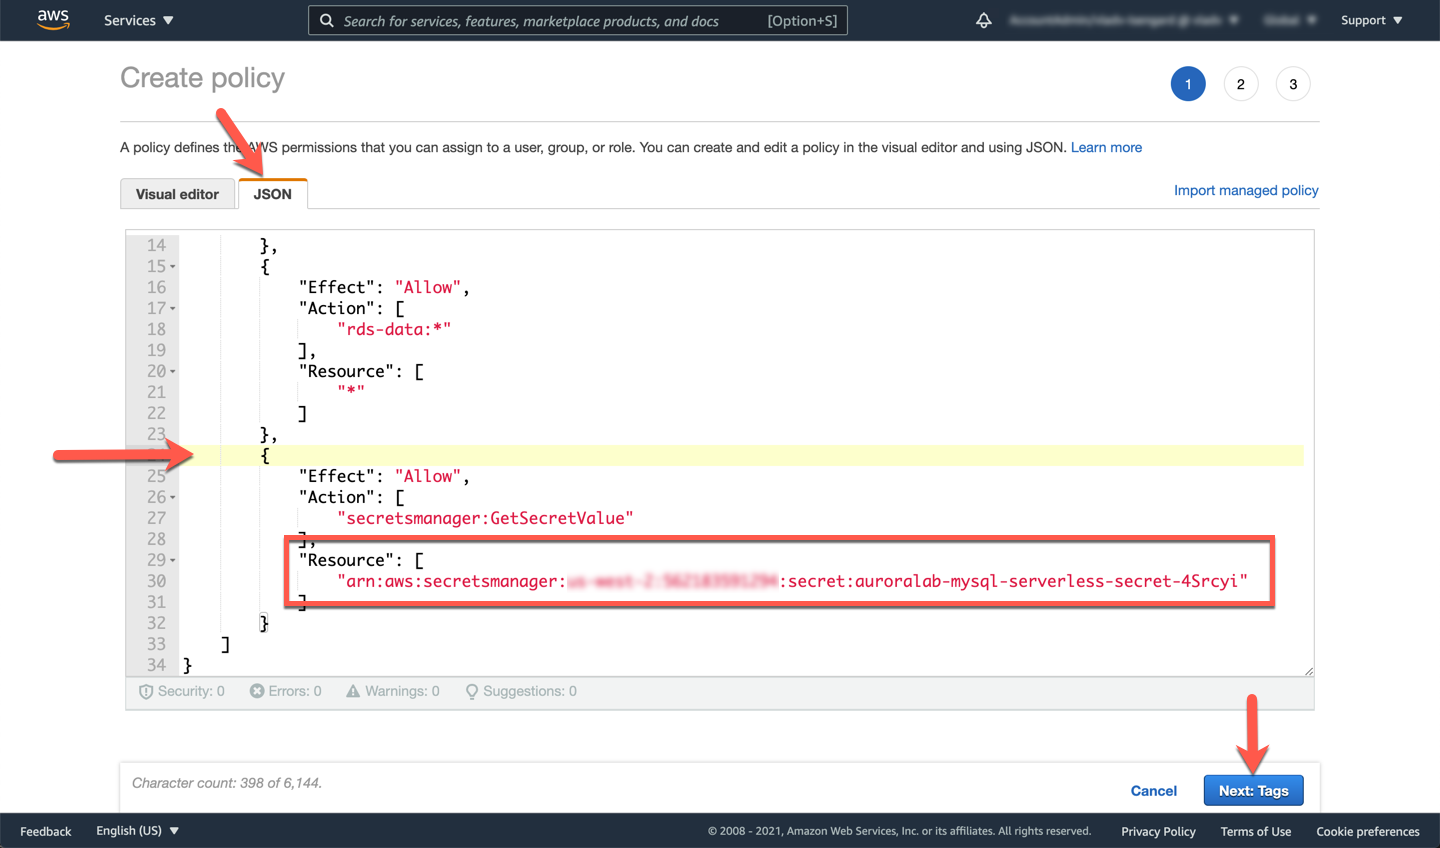 aws Services Search for services, features, marketplace products, and docs [Option+S] Support
Create policy
1 2 3
A policy defines the AWS permissions that you can assign to a user, group, or role. You can create and edit a policy in the visual editor and using JSON. Learn more
Visual editor JSON Import managed policy
14 },
15 {
16 "Effect": "Allow",
17 "Action": [
18 "rds-data:*"
19 ],
20 "Resource": [
21 "*"
22 ]
23 },
{
25 "Effect": "Allow",
26 "Action": [
27 "secretsmanager:GetSecretValue"
28 ],
29 "Resource": [
30 "arn:aws:secretsmanager: :secret:auroralab-mysql-serverless-secret-4Srcyi"
31 ]
32 }
33 ]
34 }
Security: 0 Errors: 0 Warnings: 0 Suggestions: 0
Character count: 398 of 6,144.
Cancel Next: Tags
Feedback English (US) © 2008 - 2021, Amazon Web Services, Inc. or its affiliates. All rights reserved. Privacy Policy Terms of Use Cookie preferences